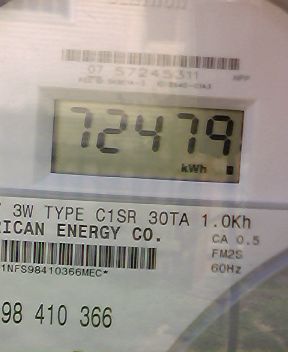 07 57245311
72479
kWh
3W TYPE C1SR 30TA 1.0Kh
RICAN ENERGY CO.
CA 0.5
FM2S
60Hz
1NFS98410366MEC*
98 410 366